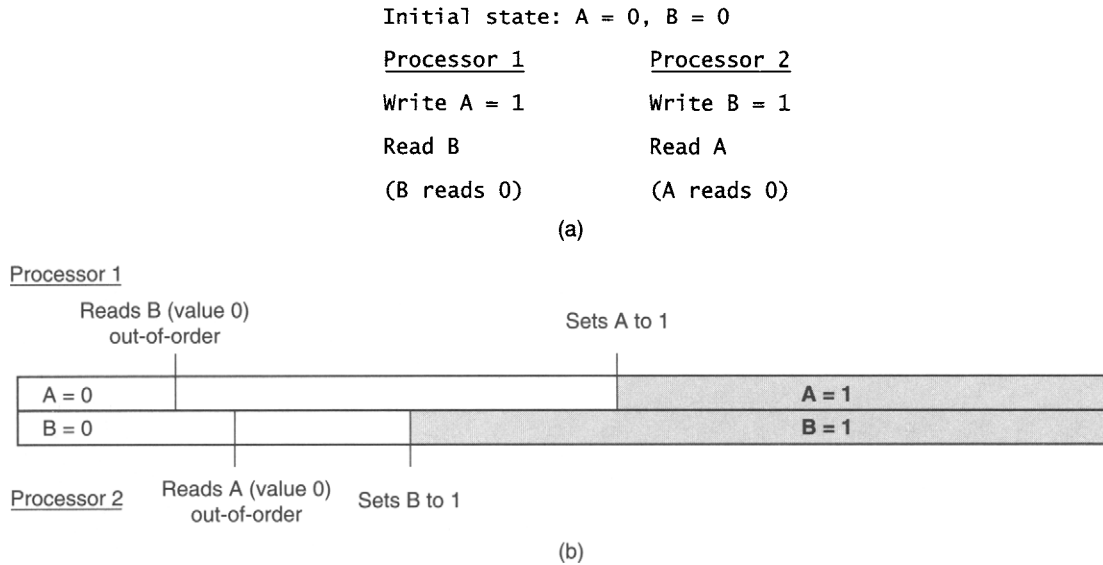 Initial state: A = 0, B = 0
Processor 1 Processor 2
Write A = 1 Write B = 1
Read B Read A
(B reads 0) (A reads 0)
(a)
Processor 1
Reads B (value 0)
out-of-order
Sets A to 1
A = 0 A = 1
B = 0 B = 1
Processor 2
Reads A (value 0)
out-of-order
Sets B to 1
(b)